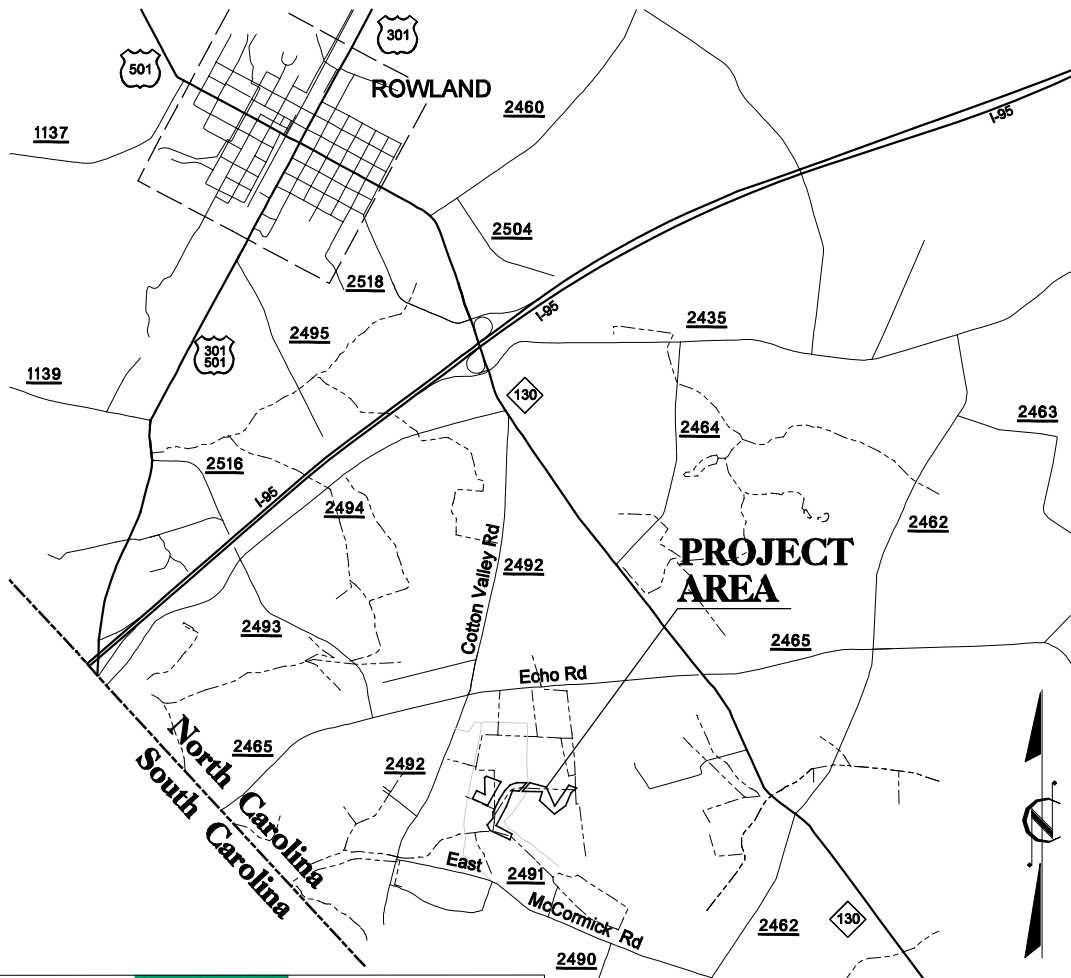 301
501
ROWLAND
2460
I-95
1137
2504
2518
I-95
2435
2495
301
501
1139
130
2463
2464
2516
I-95
2494
2462
Cotton Valley Rd
2492
PROJECT
AREA
2493
2465
Echo Rd
North Carolina
South Carolina
2465
2492
East
2491
McCormick Rd
2462
130
2490
N